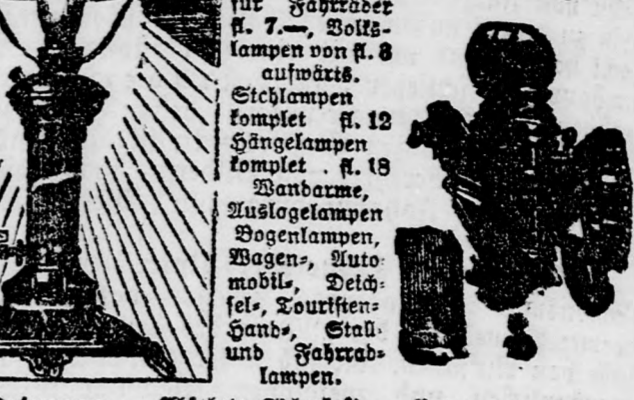 für Fahrräder
fl. 7.—, Volks-
lampen von fl. 8
aufwärts.
Stehlampen
komplet fl. 12
Hängelampen
komplet . fl. 18
Wandarme,
Auslagelampen
Bogenlampen,
Wagen-, Auto-
mobil-, Deich-
sel-, Touristen-
Hand-, Stall-
und Fahrrad-
lampen.